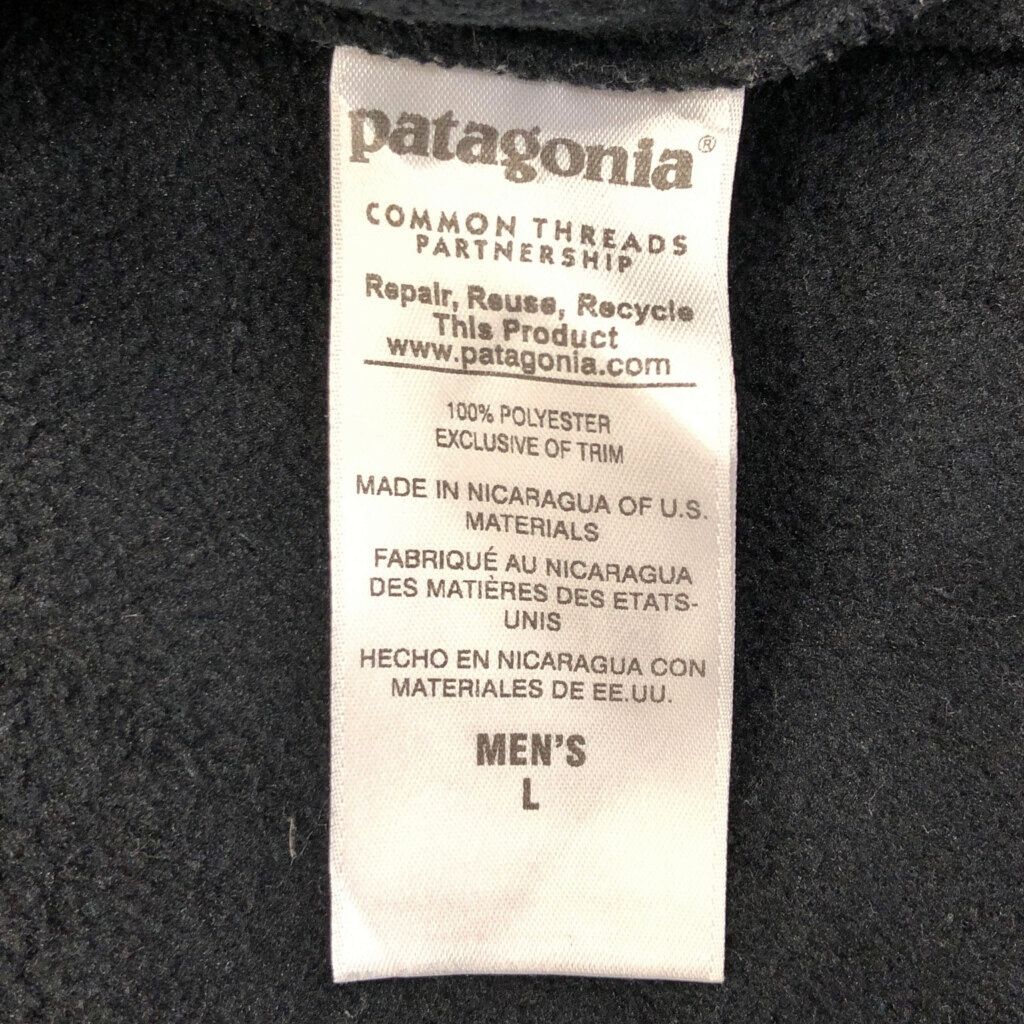 patagonia®
COMMON THREADS
PARTNERSHIP
Repair, Reuse, Recycle
This Product
www.patagonia.com
100% POLYESTER
EXCLUSIVE OF TRIM
MADE IN NICARAGUA OF U.S.
MATERIALS
FABRIQUÉ AU NICARAGUA
DES MATIÈRES DES ETATS-
UNIS
HECHO EN NICARAGUA CON
MATERIALES DE EE.UU.
MEN'S
L